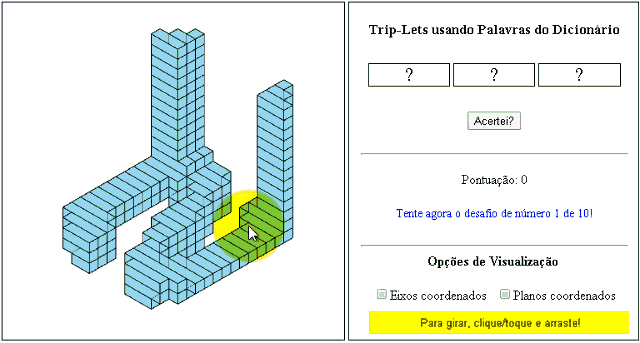 Trip-Lets usando Palavras do Dicionário
? ? ?
Acertei?
Pontuação: 0
Tente agora o desafio de número 1 de 10!
Opções de Visualização
Eixos coordenados Planos coordenados
Para girar, clique/toque e arraste!